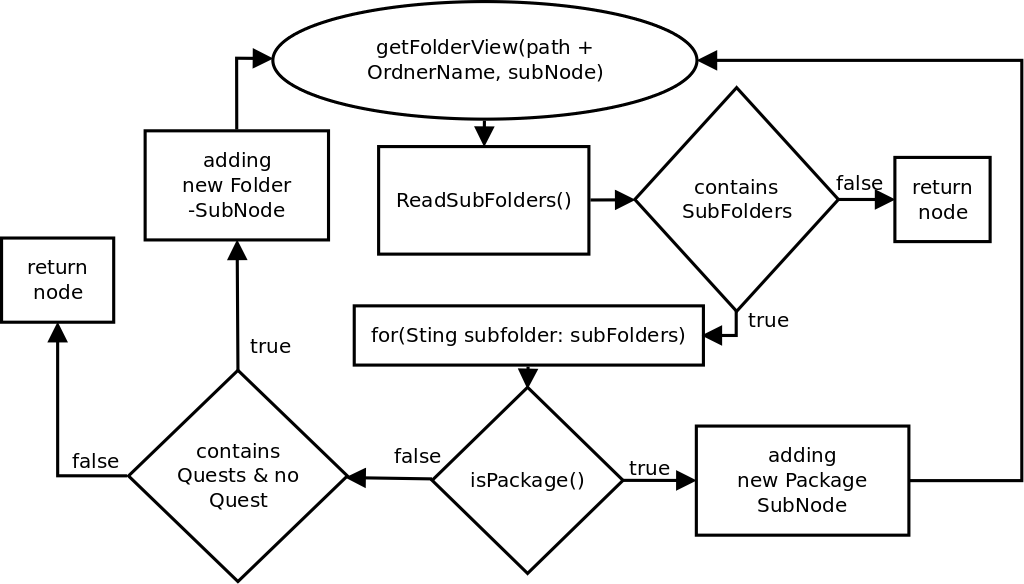 getFolderView(path +
OrdnerName, subNode)
adding
new Folder
-SubNode
ReadSubFolders()
contains
SubFolders
false
return
node
return
node
true
for(Sting subfolder: subFolders)
true
contains
Quests & no
Quest
false
false
isPackage()
true
adding
new Package
SubNode